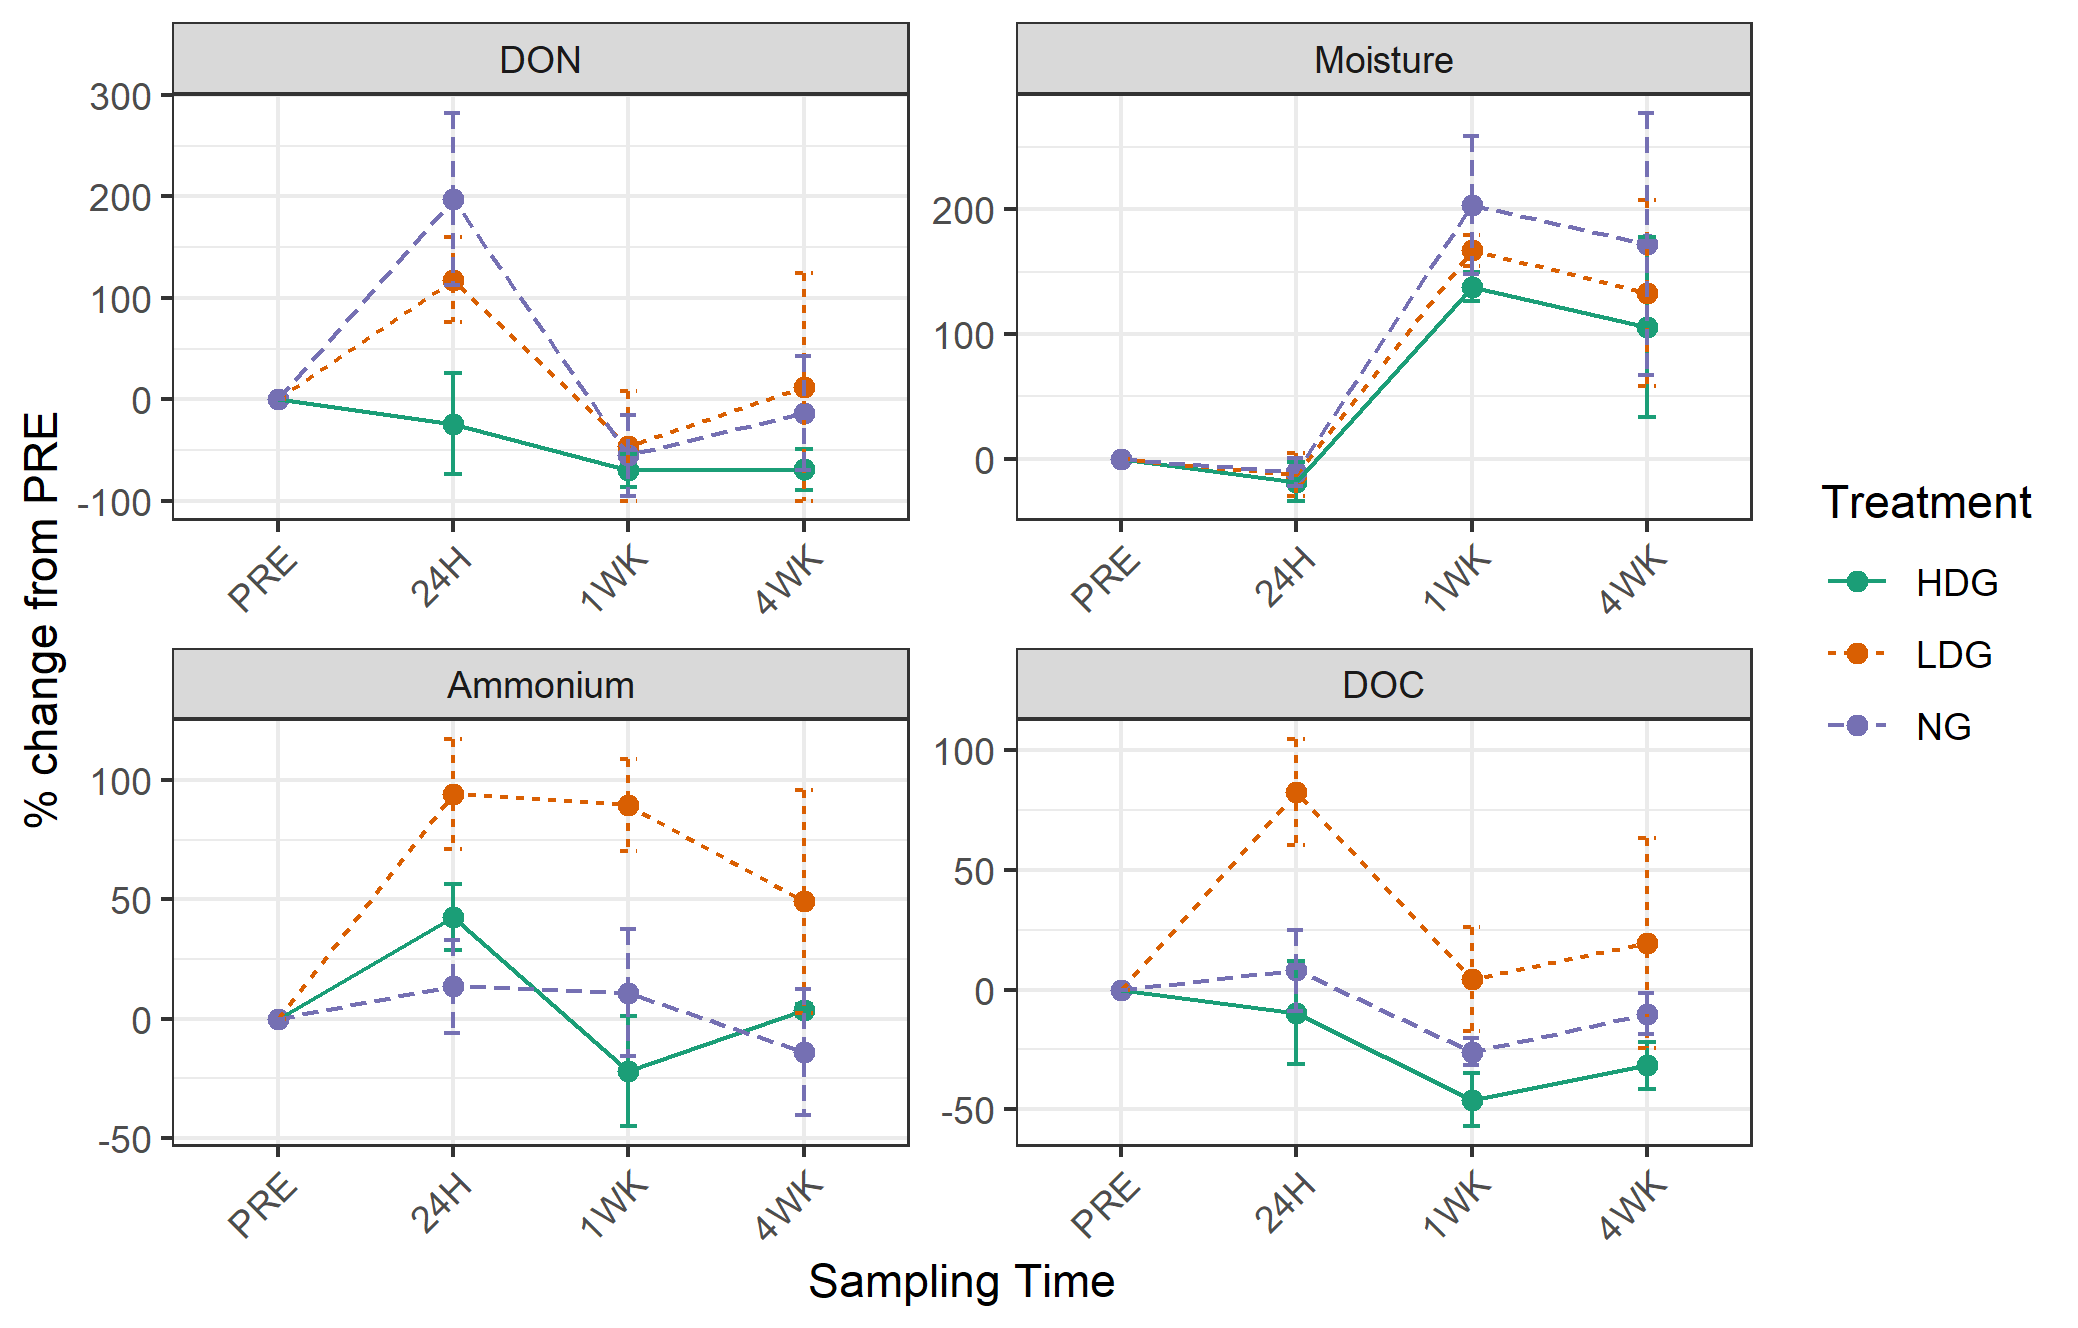 DON
Moisture
300
200
100
0
-100
200
100
0
PRE
24H
1WK
4WK
PRE
24H
1WK
4WK
% change from PRE
Ammonium
DOC
100
50
0
-50
100
50
0
-50
PRE
24H
1WK
4WK
PRE
24H
1WK
4WK
Sampling Time
Treatment
HDG
LDG
NG